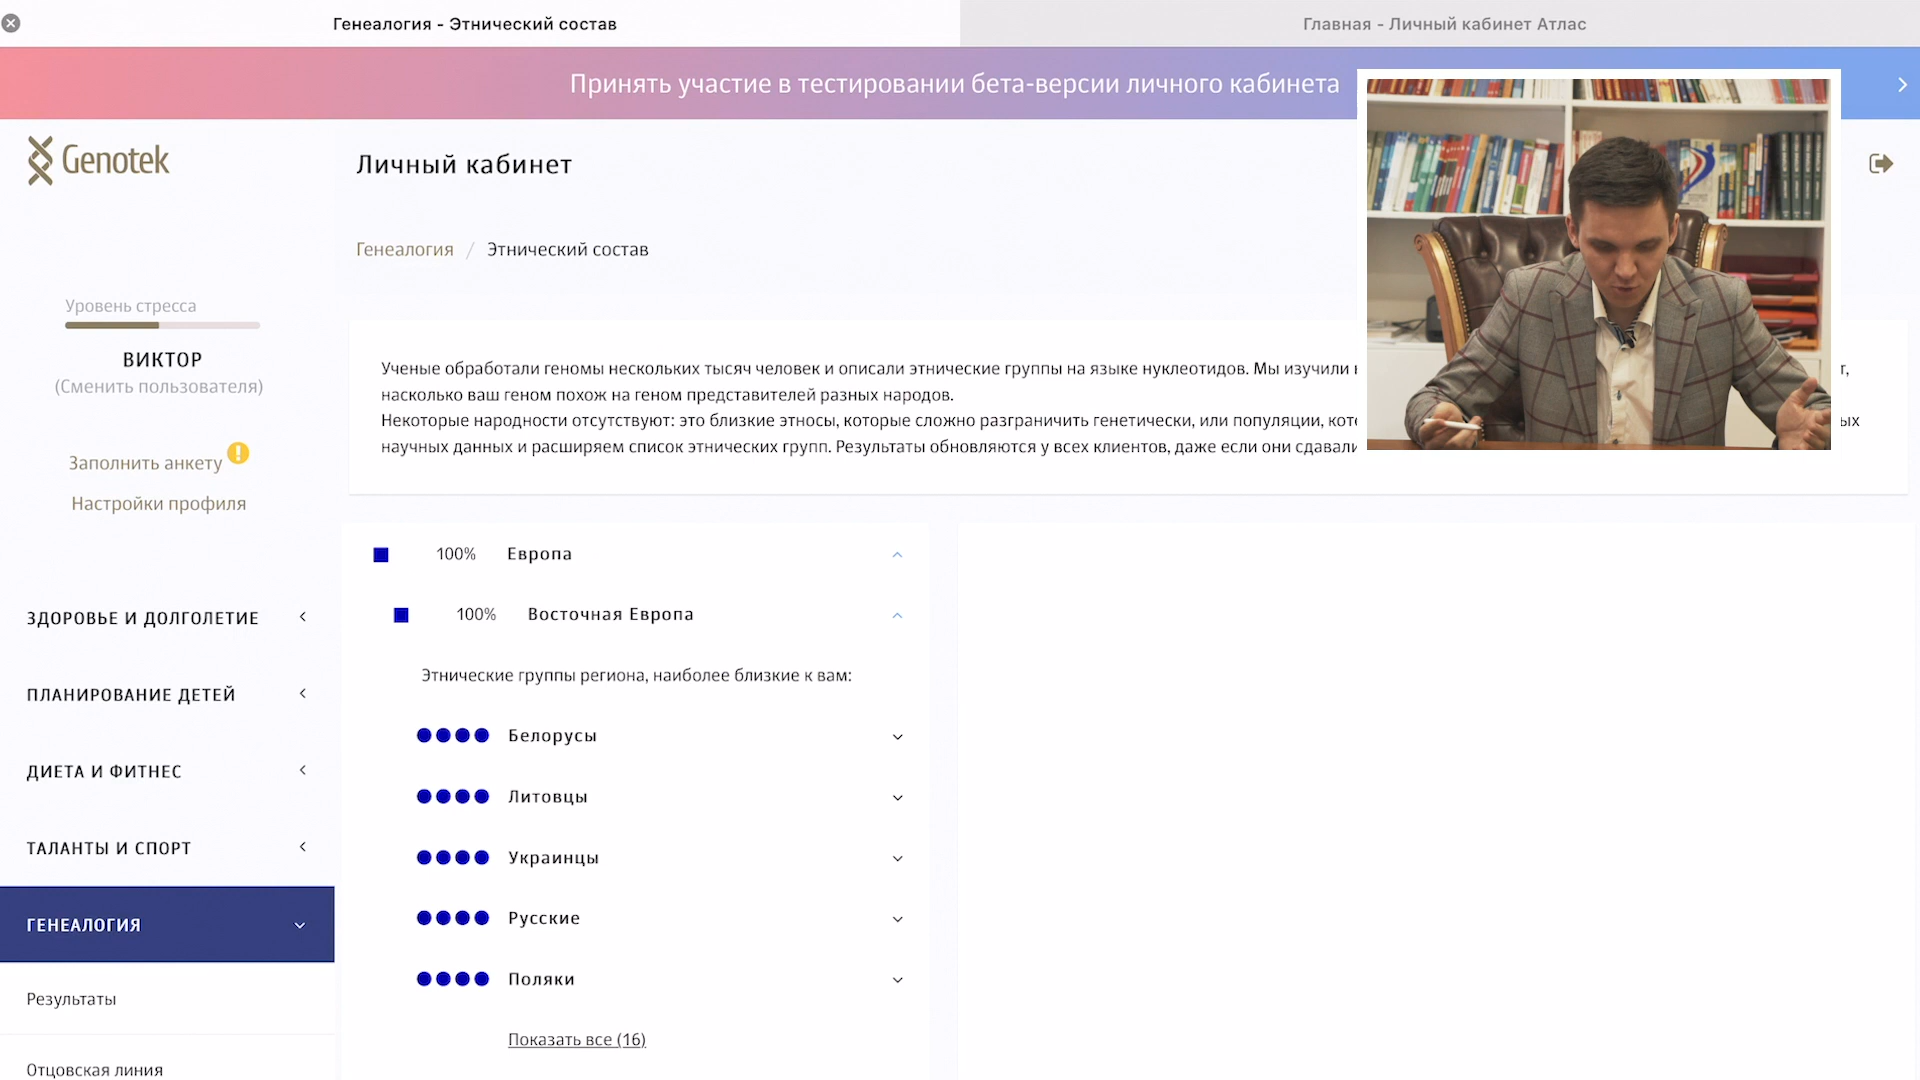 Генеалогия - Этнический состав
Главная - Личный кабинет Атлас
Принять участие в тестировании бета-версии личного кабинета
Genotek
Личный кабинет
Генеалогия / Этнический состав
Уровень стресса
ВИКТОР
(Сменить пользователя)
Заполнить анкету
Настройки профиля
Ученые обработали геномы нескольких тысяч человек и описали этнические группы на языке нуклеотидов. Мы изучили
насколько ваш геном похож на геном представителей разных народов.
Некоторые народности отсутствуют: это близкие этносы, которые сложно разграничить генетически, или популяции,
научных данных и расширяем список этнических групп. Результаты обновляются у всех клиентов, даже если они сдавали
100% Европа
100% Восточная Европа
Этнические группы региона, наиболее близкие к вам:
Белорусы
Литовцы
Украинцы
Русские
Поляки
Показать все (16)
ЗДОРОВЬЕ И ДОЛГОЛЕТИЕ
ПЛАНИРОВАНИЕ ДЕТЕЙ
ДИЕТА И ФИТНЕС
ТАЛАНТЫ И СПОРТ
ГЕНЕАЛОГИЯ
Результаты
Отцовская линия